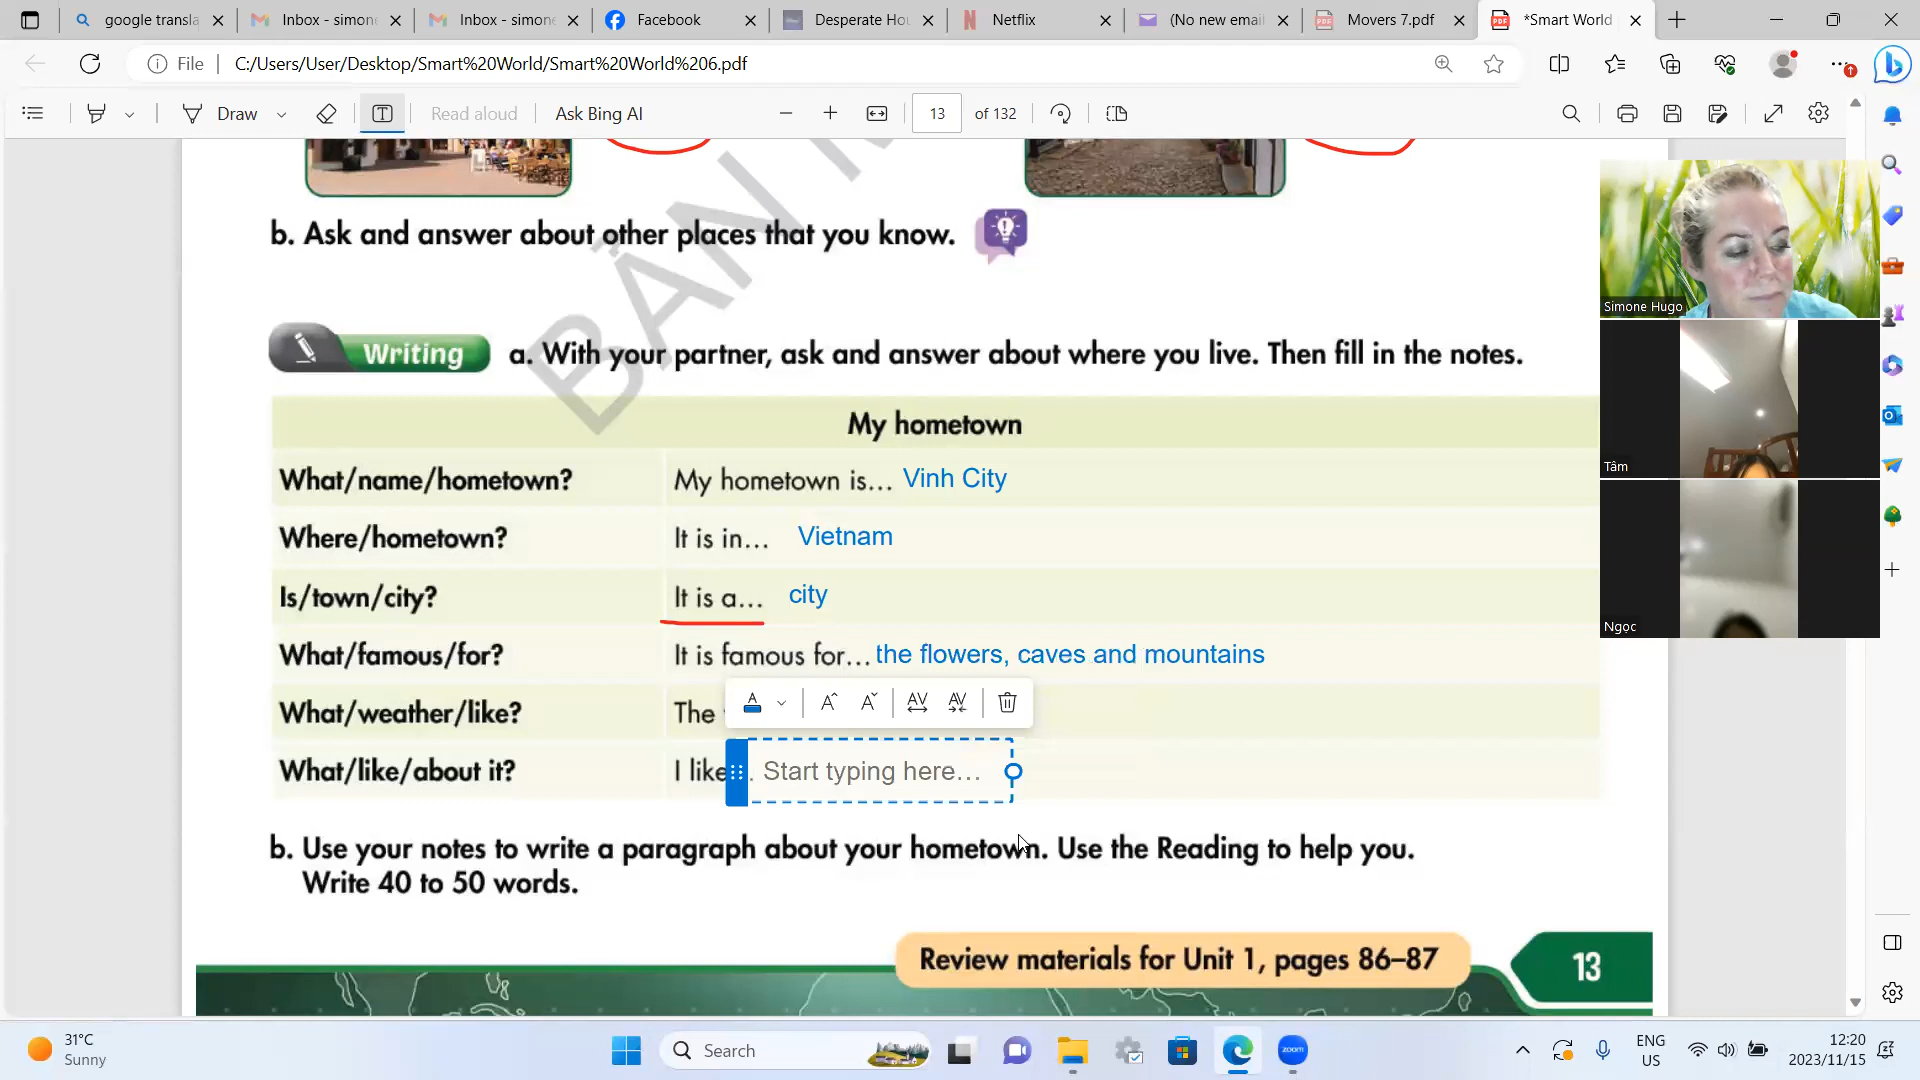 google transla
Inbox - simone
Inbox - simone
Facebook
Desperate Hou
Netflix
(No new email
Movers 7.pdf
*Smart World
File
C:/Users/User/Desktop/Smart%20World/Smart%20World%206.pdf
Draw
Read aloud
Ask Bing AI
13 of 132
b. Ask and answer about other places that you know.
BẢN M
Writing a. With your partner, ask and answer about where you live. Then fill in the notes.
My hometown
What/name/hometown? My hometown is... Vinh City
Where/hometown? It is in... Vietnam
Is/town/city? It is a... city
What/famous/for? It is famous for... the flowers, caves and mountains
What/weather/like? The
What/like/about it? I like . Start typing here...
b. Use your notes to write a paragraph about your hometown. Use the Reading to help you.
Write 40 to 50 words.
Review materials for Unit 1, pages 86–87
13
Simone Hugo
Tâm
Ngọc
31°C
Sunny
Search
zoom
ENG
US
12:20
2023/11/15